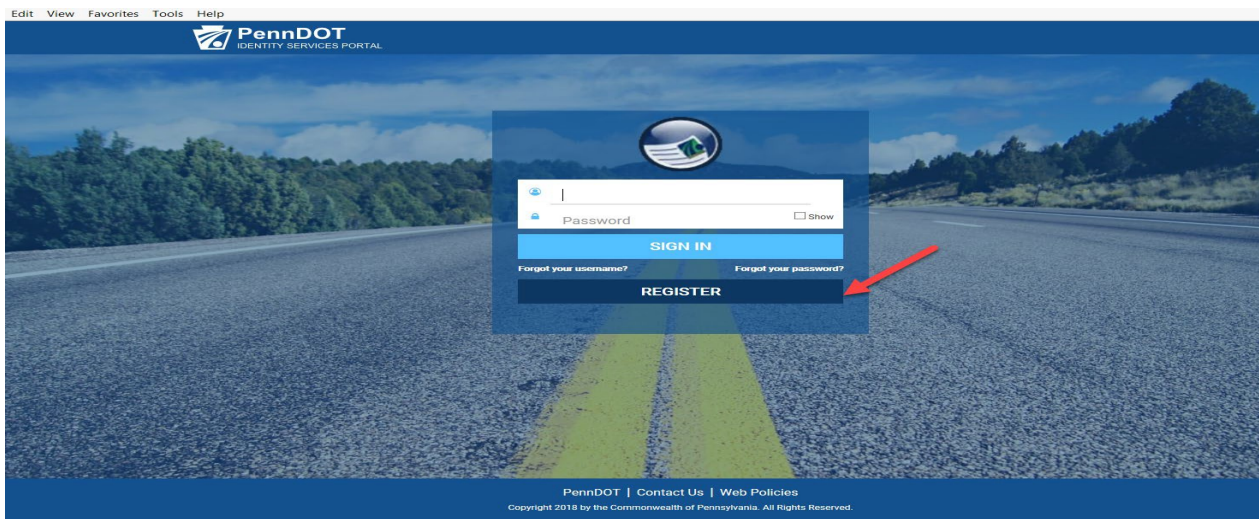 Edit View Favorites Tools Help
PennDOT
IDENTITY SERVICES PORTAL
Password
Show
SIGN IN
Forgot your username? Forgot your password?
REGISTER
PennDOT | Contact Us | Web Policies
Copyright 2018 by the Commonwealth of Pennsylvania. All Rights Reserved.